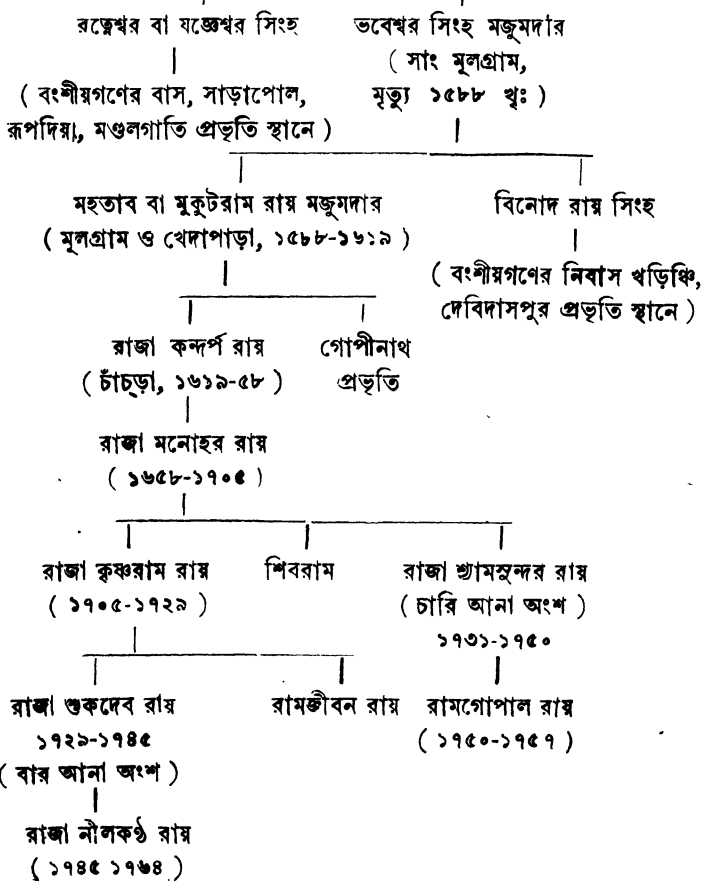 রত্নেশ্বর বা যজ্ঞেশ্বর সিংহ ভবেশ্বর সিংহ মজুমদার
( সাং মূলগ্রাম,
( বংশীয়গণের বাস, সাড়াপোল, মৃত্যু ১৫৮৮ খৃঃ )
রূপদিয়া, মণ্ডলগাতি প্রভৃতি স্থানে )
মহতাব বা মুকুটরাম রায় মজুমদার বিনোদ রায় সিংহ
( মূলগ্রাম ও খেদাপাড়া, ১৫৮৮-১৬১৯ )
( বংশীয়গণের নিবাস খড়িঞ্চি,
দেবিদাসপুর প্রভৃতি স্থানে )
রাজা কন্দর্প রায় গোপীনাথ
( চাঁচ্ড়া, ১৬১৯-৫৮ ) প্রভৃতি
রাজা মনোহর রায়
( ১৬৫৮-১৭০৫ )
রাজা কৃষ্ণরাম রায় শিবরাম রাজা শ্যামসুন্দর রায়
( ১৭০৫-১৭২৯ ) ( চারি আনা অংশ )
১৭৩১-১৭৫০
রাজা শুকদেব রায় রামজীবন রায় রামগোপাল রায়
১৭২৯-১৭৪৫ ( ১৭৫০-১৭৫৭ )
( বার আনা অংশ )
রাজা নীলকণ্ঠ রায়
( ১৭৪৫ ১৭৬৪ )